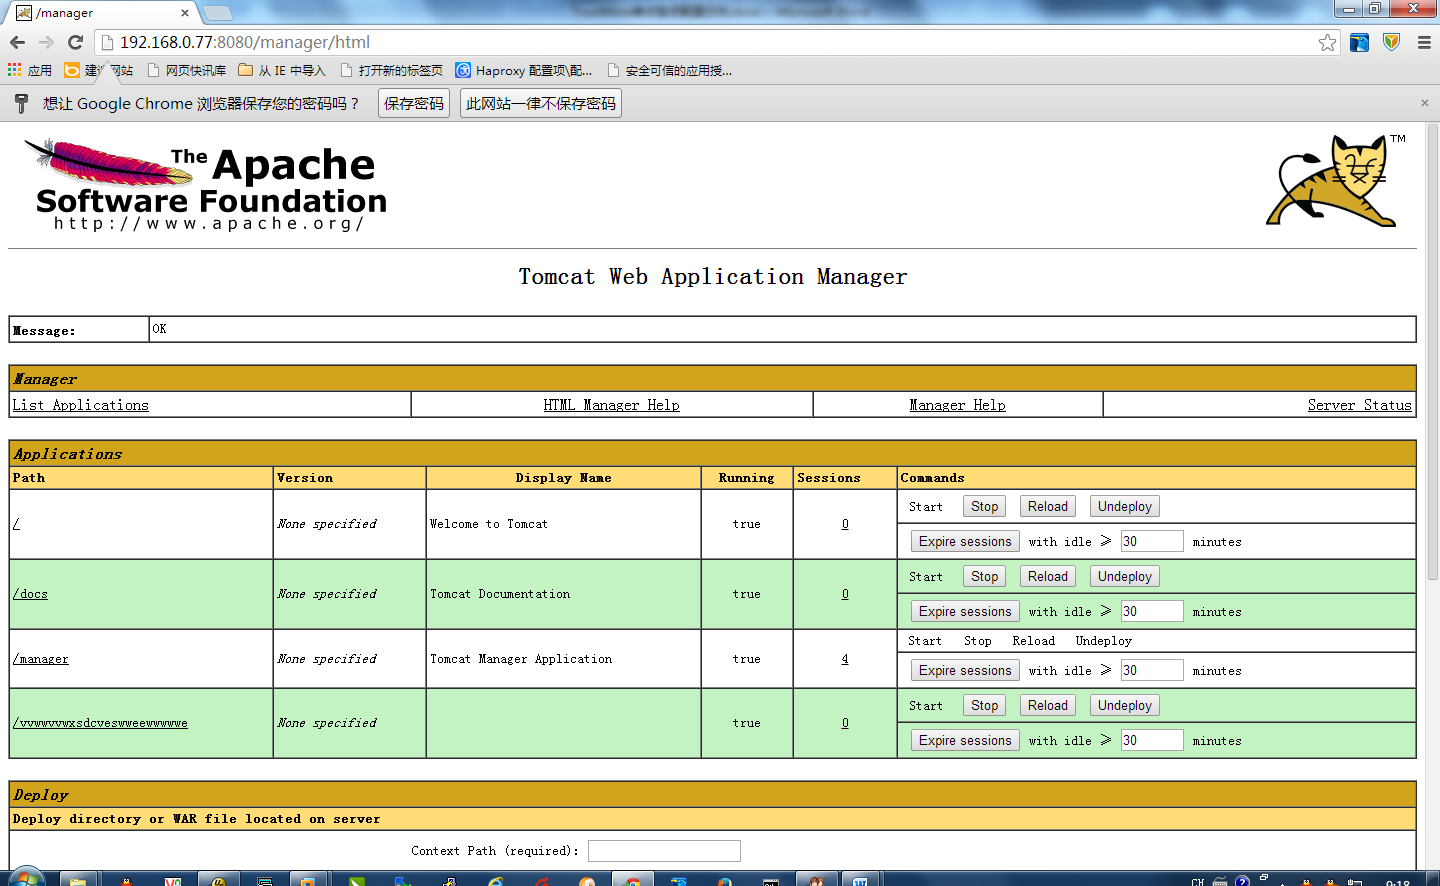 /manager
192.168.0.77:8080/manager/html
应用 网站 网页快讯库 从 IE 中导入 打开新的标签页 Haproxy 配置项\配... 安全可信的应用授...
想让 Google Chrome 浏览器保存您的密码吗？ 保存密码 此网站一律不保存密码
The Apache
Software Foundation
http://www.apache.org/
TM
Tomcat Web Application Manager
Message: OK
Manager
List Applications HTML Manager Help Manager Help Server Status
Applications
Path Version Display Name Running Sessions Commands
/ None specified Welcome to Tomcat true 0 Start Stop Reload Undeploy
Expire sessions with idle ≥ 30 minutes
/docs None specified Tomcat Documentation true 0 Start Stop Reload Undeploy
Expire sessions with idle ≥ 30 minutes
/manager None specified Tomcat Manager Application true 4 Start Stop Reload Undeploy
Expire sessions with idle ≥ 30 minutes
None specified true 0 Start Stop Reload Undeploy
Expire sessions with idle ≥ 30 minutes
Deploy
Deploy directory or WAR file located on server
Context Path (required):
CH 9:18